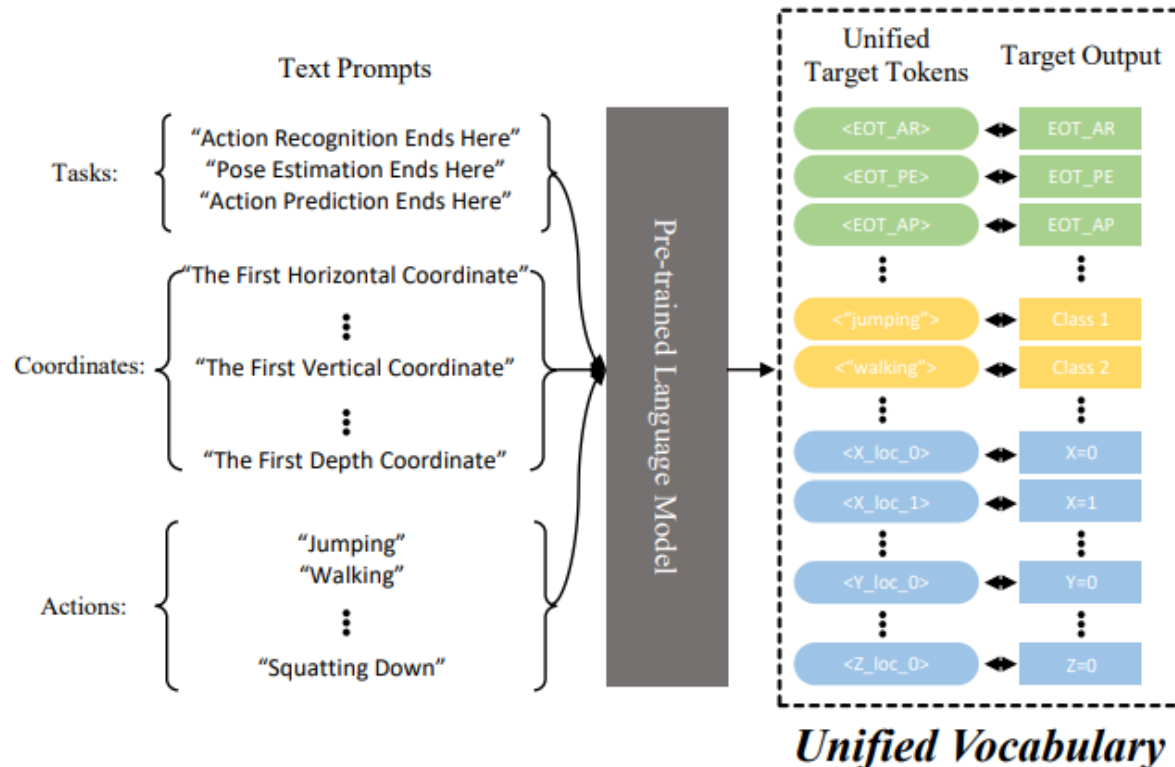 Text Prompts
Tasks:
“Action Recognition Ends Here”
“Pose Estimation Ends Here”
“Action Prediction Ends Here”
Coordinates:
“The First Horizontal Coordinate”
“The First Vertical Coordinate”
“The First Depth Coordinate”
Actions:
“Jumping”
“Walking”
“Squatting Down”
Pre-trained Language Model
Unified
Target Tokens
Target Output
<EOT_AR>
EOT_AR
<EOT_PE>
EOT_PE
<EOT_AP>
EOT_AP
<“jumping”>
Class 1
<“walking”>
Class 2
<X_loc_0>
X=0
<X_loc_1>
X=1
<Y_loc_0>
Y=0
<Z_loc_0>
Z=0
Unified Vocabulary